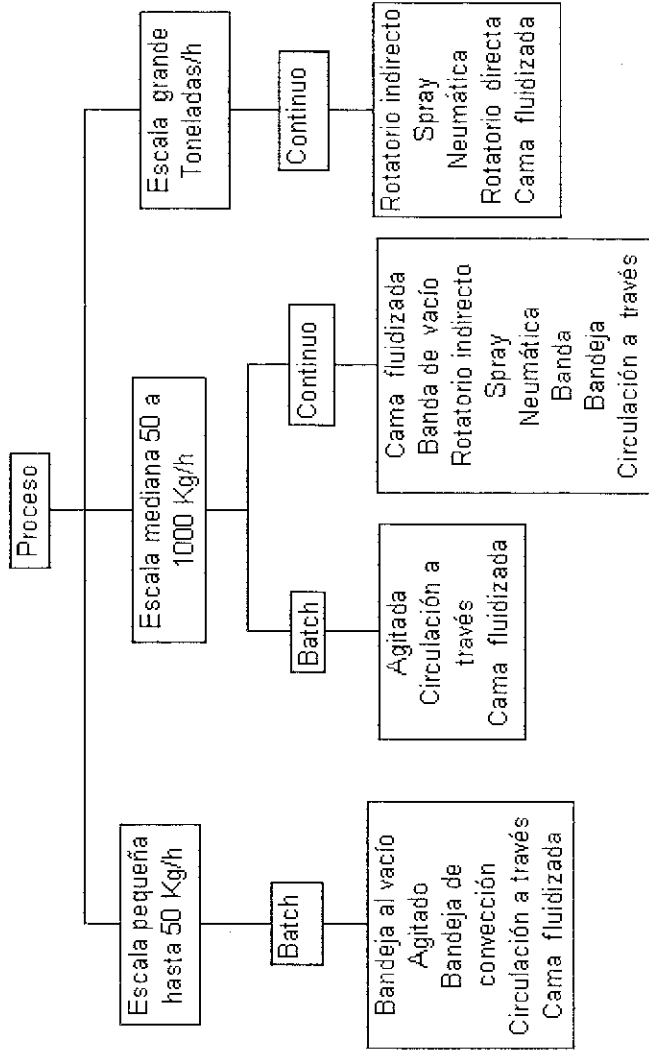 Proceso
Escala pequeña
hasta 50 Kg/h
Batch
Bandeja al vacío
Agitado
Bandeja de
convección
Circulación a través
Cama fluidizada
Escala mediana 50 a
1000 Kg/h
Batch
Agitada
Circulación a
través
Cama fluidizada
Continuo
Cama fluidizada
Banda de vacío
Rotatorio indirecto
Spray
Neumática
Banda
Bandeja
Circulación a través
Escala grande
Toneladas/h
Continuo
Rotatorio indirecto
Spray
Neumática
Rotatorio directa
Cama fluidizada